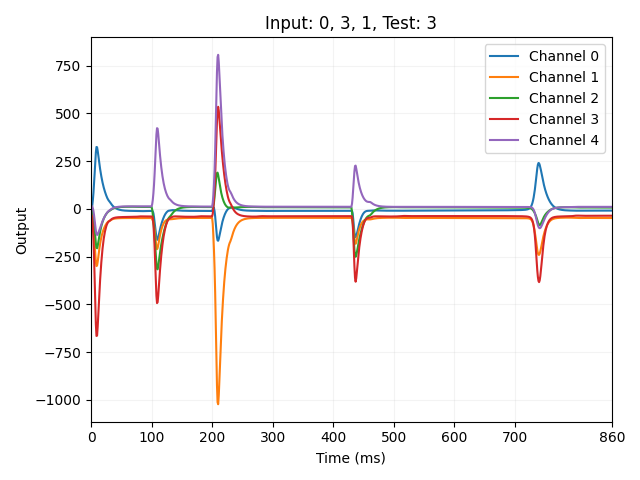 Input: 0, 3, 1, Test: 3
Channel 0
Channel 1
Channel 2
Channel 3
Channel 4
750
500
250
0
−250
−500
−750
−1000
Output
0 100 200 300 400 500 600 700 860
Time (ms)